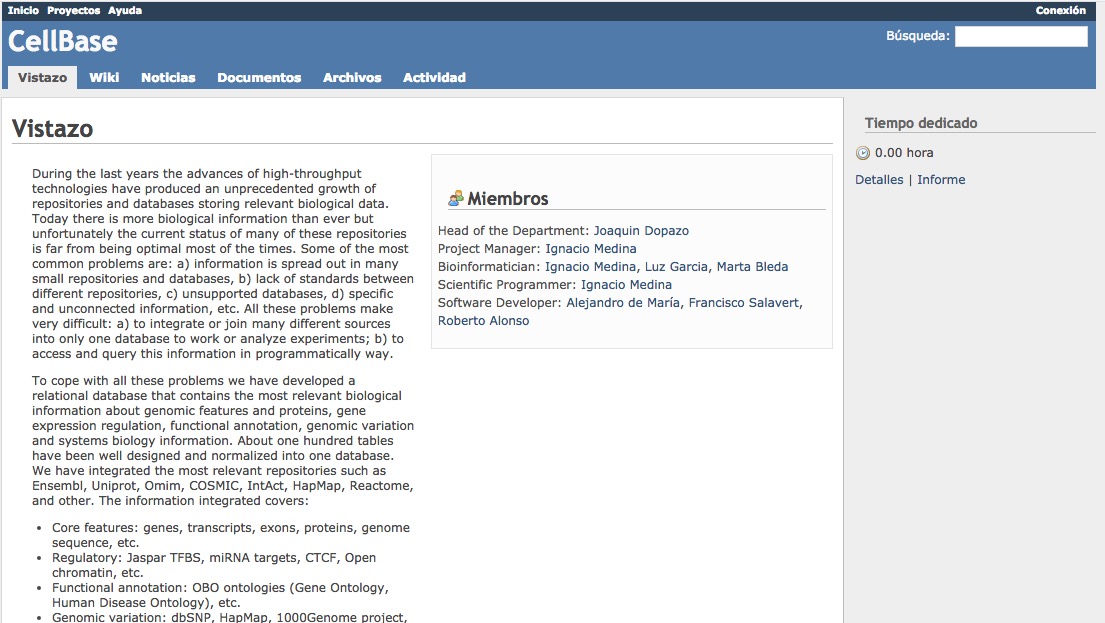 Inicio Proyectos Ayuda
Conexión
CellBase
Búsqueda:
Vistazo Wiki Noticias Documentos Archivos Actividad
Vistazo
During the last years the advances of high-throughput
technologies have produced an unprecedented growth of
repositories and databases storing relevant biological data.
Today there is more biological information than ever but
unfortunately the current status of many of these repositories
is far from being optimal most of the times. Some of the most
common problems are: a) information is spread out in many
small repositories and databases, b) lack of standards between
different repositories, c) unsupported databases, d) specific
and unconnected information, etc. All these problems make
very difficult: a) to integrate or join many different sources
into only one database to work or analyze experiments; b) to
access and query this information in programmatically way.
To cope with all these problems we have developed a
relational database that contains the most relevant biological
information about genomic features and proteins, gene
expression regulation, functional annotation, genomic variation
and systems biology information. About one hundred tables
have been well designed and normalized into one database.
We have integrated the most relevant repositories such as
Ensembl, Uniprot, Omim, COSMIC, IntAct, HapMap, Reactome,
and other. The information integrated covers:
• Core features: genes, transcripts, exons, proteins, genome
sequence, etc.
• Regulatory: Jaspar TFBS, miRNA targets, CTCF, Open
chromatin, etc.
• Functional annotation: OBO ontologies (Gene Ontology,
Human Disease Ontology), etc.
• Genomic variation: dbSNP, HapMap, 1000Genome project,
Miembros
Head of the Department: Joaquin Dopazo
Project Manager: Ignacio Medina
Bioinformatician: Ignacio Medina, Luz Garcia, Marta Bleda
Scientific Programmer: Ignacio Medina
Software Developer: Alejandro de María, Francisco Salavert,
Roberto Alonso
Tiempo dedicado
0.00 hora
Detalles | Informe